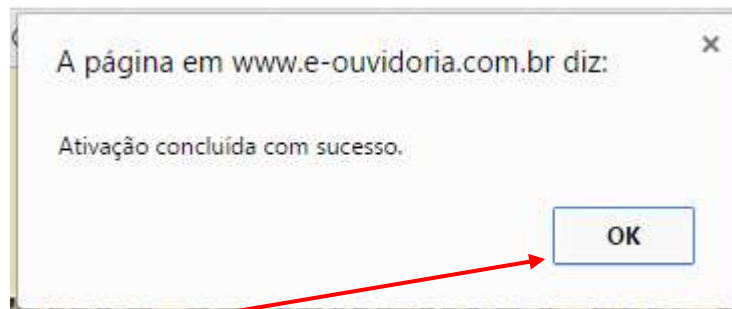 A página em www.e-ouvidoria.com.br diz:
Ativação concluída com sucesso.
OK